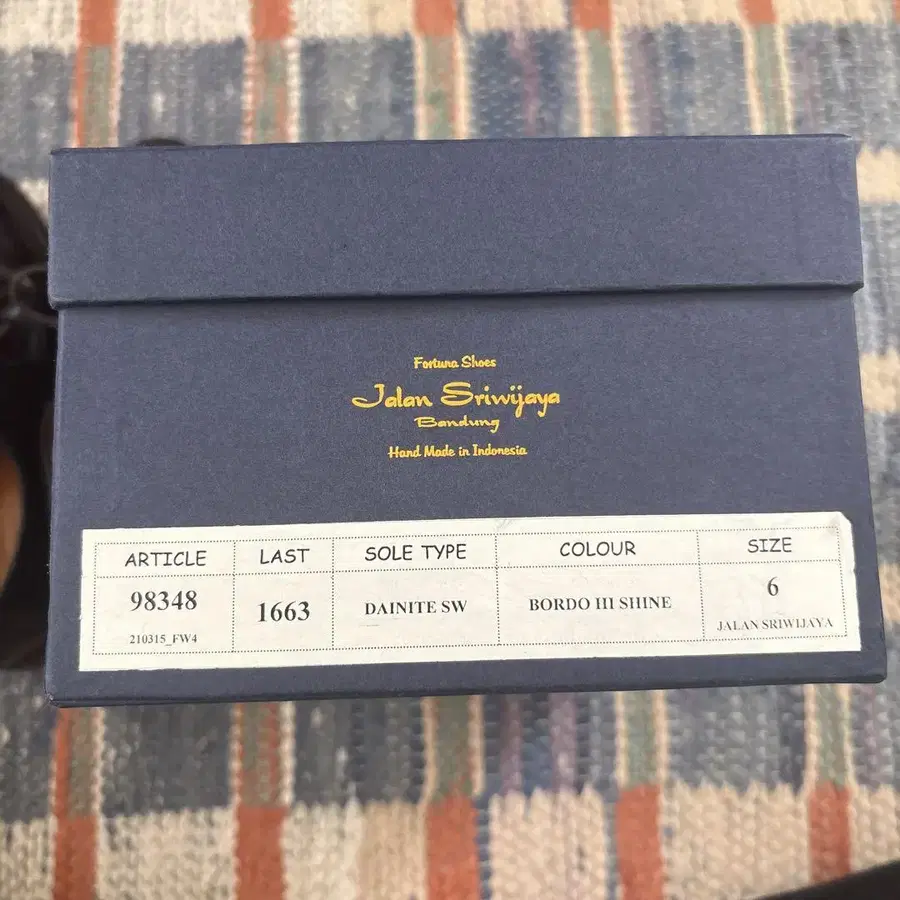 Fortuna Shoes
Jalan Sriwijaya
Bandung
Hand Made in Indonesia
ARTICLE LAST SOLE TYPE COLOUR SIZE
98348 1663 DAINITE SW BORDO III SHINE 6
210315_FW4 JALAN SRIWIJAYA